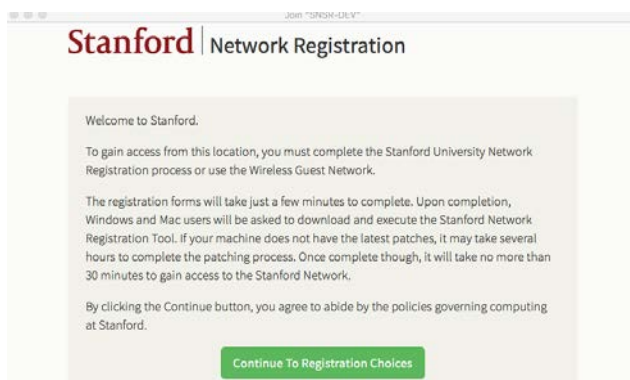 Join "SNSR-DEV"
Stanford Network Registration
Welcome to Stanford.
To gain access from this location, you must complete the Stanford University Network
Registration process or use the Wireless Guest Network.
The registration forms will take just a few minutes to complete. Upon completion,
Windows and Mac users will be asked to download and execute the Stanford Network
Registration Tool. If your machine does not have the latest patches, it may take several
hours to complete the patching process. Once complete though, it will take no more than
30 minutes to gain access to the Stanford Network.
By clicking the Continue button, you agree to abide by the policies governing computing
at Stanford.
Continue To Registration Choices